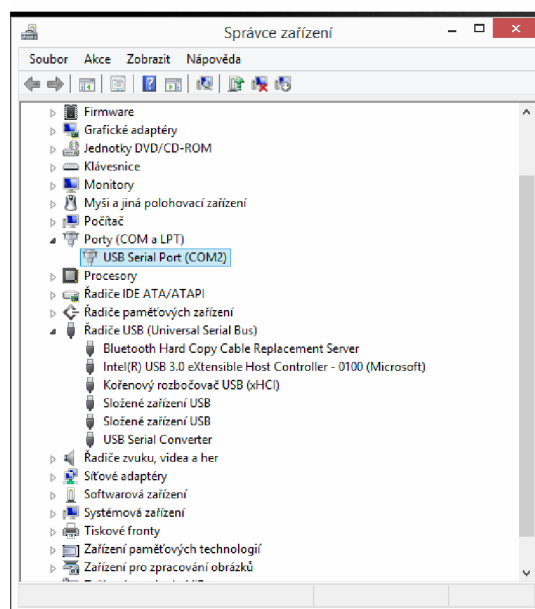 Správce zařízení
Soubor Akce Zobrazit Nápověda
Firmware
Grafické adaptéry
Jednotky DVD/CD-ROM
Klávesnice
Monitory
Myši a jiná polohovací zařízení
Počítač
Porty (COM a LPT)
USB Serial Port (COM2)
Procesory
Řadiče IDE ATA/ATAPI
Řadiče paměťových zařízení
Řadiče USB (Universal Serial Bus)
Bluetooth Hard Copy Cable Replacement Server
Intel(R) USB 3.0 eXtensible Host Controller - 0100 (Microsoft)
Kořenový rozbočovač USB (xHCI)
Složené zařízení USB
Složené zařízení USB
USB Serial Converter
Řadiče zvuku, videa a her
Síťové adaptéry
Softwarová zařízení
Systémová zařízení
Tiskové fronty
Zařízení paměťových technologií
Zařízení pro zpracování obrázků